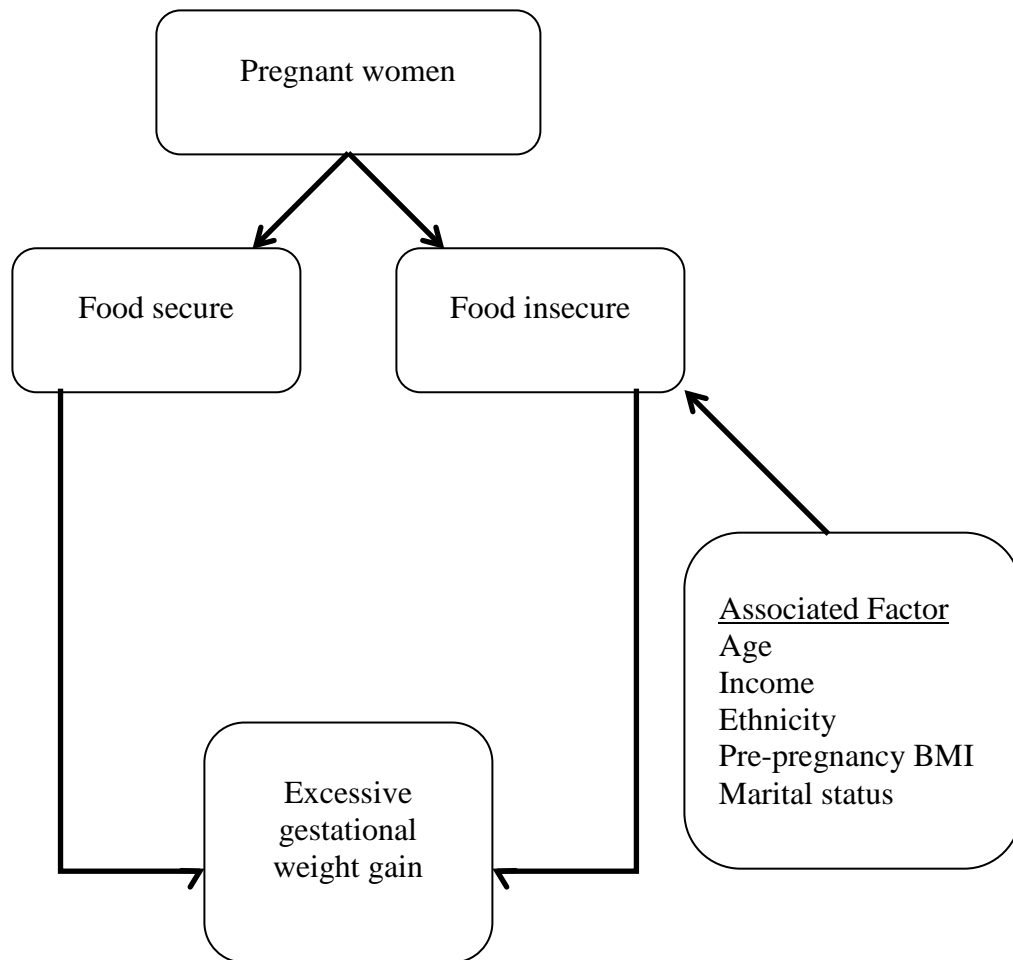 Pregnant women
Food secure
Food insecure
Associated Factor
Age
Income
Ethnicity
Pre-pregnancy BMI
Marital status
Excessive
gestational
weight gain